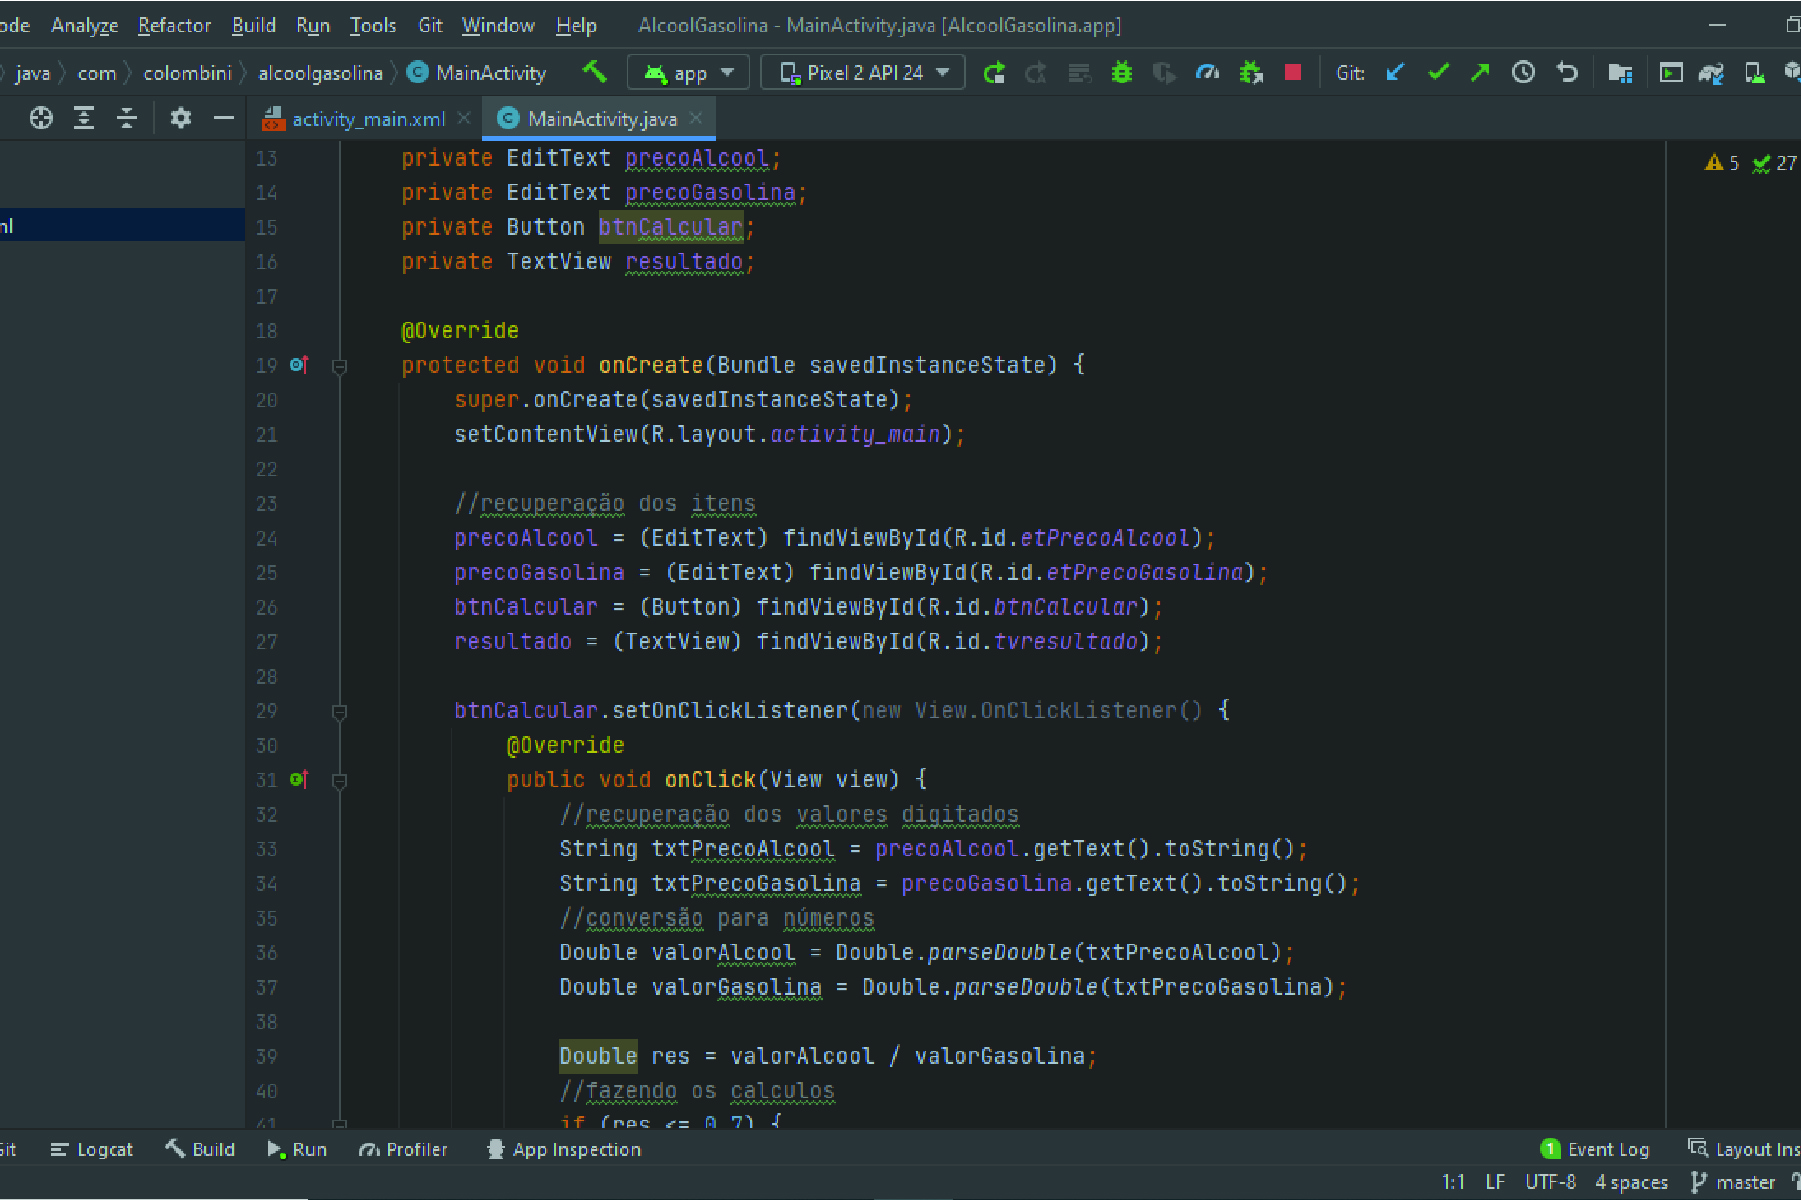 Analyze Refactor Build Run Tools Git Window Help AlcoolGasolina - MainActivity.java [AlcoolGasolina.app]
java com colombini alcoolgasolina MainActivity app Pixel 2 API 24 Git:
activity_main.xml MainActivity.java
5 27
13 private EditText precoAlcool;
14 private EditText precoGasolina;
15 private Button btnCalcular;
16 private TextView resultado;
17
18 @Override
19 protected void onCreate(Bundle savedInstanceState) {
20 super.onCreate(savedInstanceState);
21 setContentView(R.layout.activity_main);
22
23 //recuperação dos itens
24 precoAlcool = (EditText) findViewById(R.id.etPrecoAlcool);
25 precoGasolina = (EditText) findViewById(R.id.etPrecoGasolina);
26 btnCalcular = (Button) findViewById(R.id.btnCalcular);
27 resultado = (TextView) findViewById(R.id.tvresultado);
28
29 btnCalcular.setOnClickListener(new View.OnClickListener() {
30 @Override
31 public void onClick(View view) {
32 //recuperação dos valores digitados
33 String txtPrecoAlcool = precoAlcool.getText().toString();
34 String txtPrecoGasolina = precoGasolina.getText().toString();
35 //conversão para números
36 Double valorAlcool = Double.parseDouble(txtPrecoAlcool);
37 Double valorGasolina = Double.parseDouble(txtPrecoGasolina);
38
39 Double res = valorAlcool / valorGasolina;
40 //fazendo os calculos
41 if (res <= 0.7) {
Logcat Build Run Profiler App Inspection 1 Event Log Layout Ins
1:1 LF UTF-8 4 spaces master